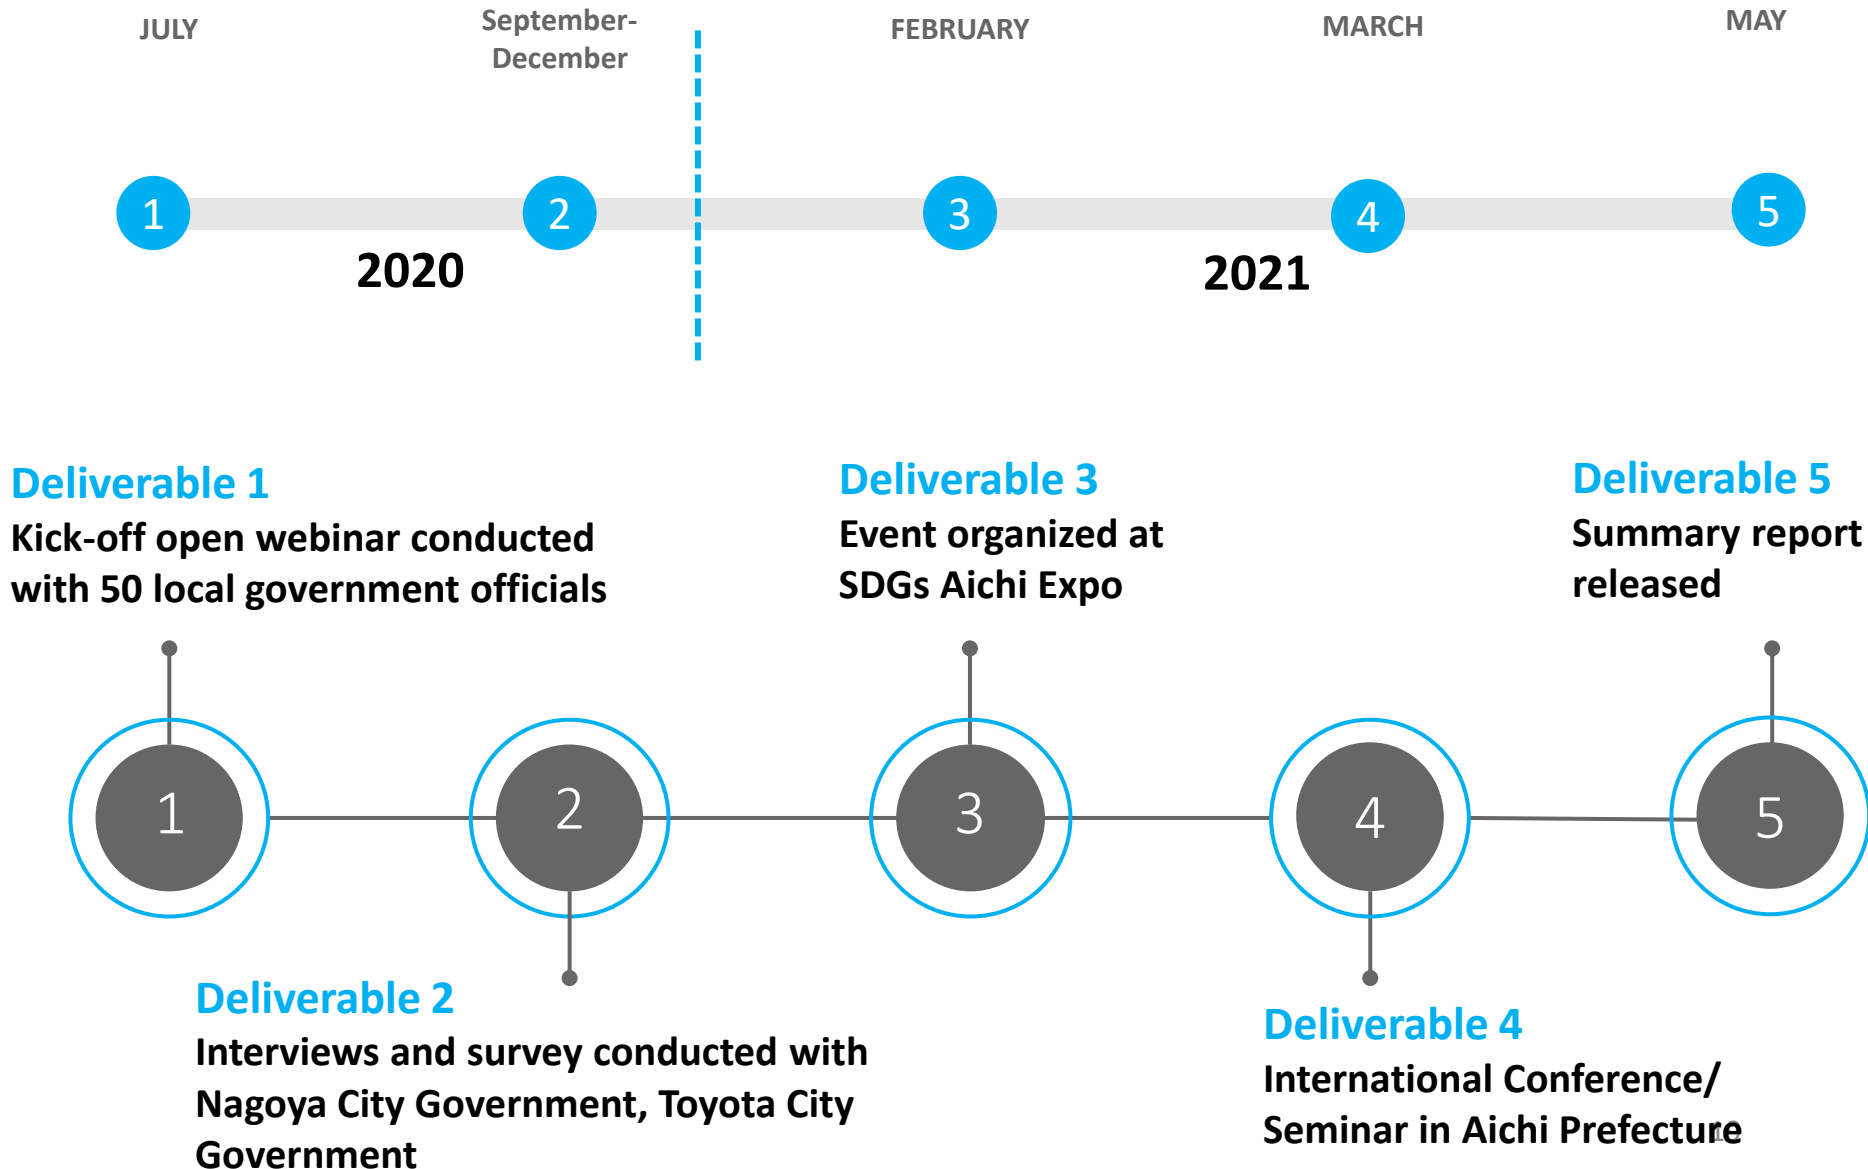 JULY
September-
December
FEBRUARY
MARCH
MAY
1
2
3
4
5
2020
2021
Deliverable 1
Kick-off open webinar conducted
with 50 local government officials
Deliverable 3
Event organized at
SDGs Aichi Expo
Deliverable 5
Summary report
released
1
2
3
4
5
Deliverable 2
Interviews and survey conducted with
Nagoya City Government, Toyota City
Government
Deliverable 4
International Conference/
Seminar in Aichi Prefecture